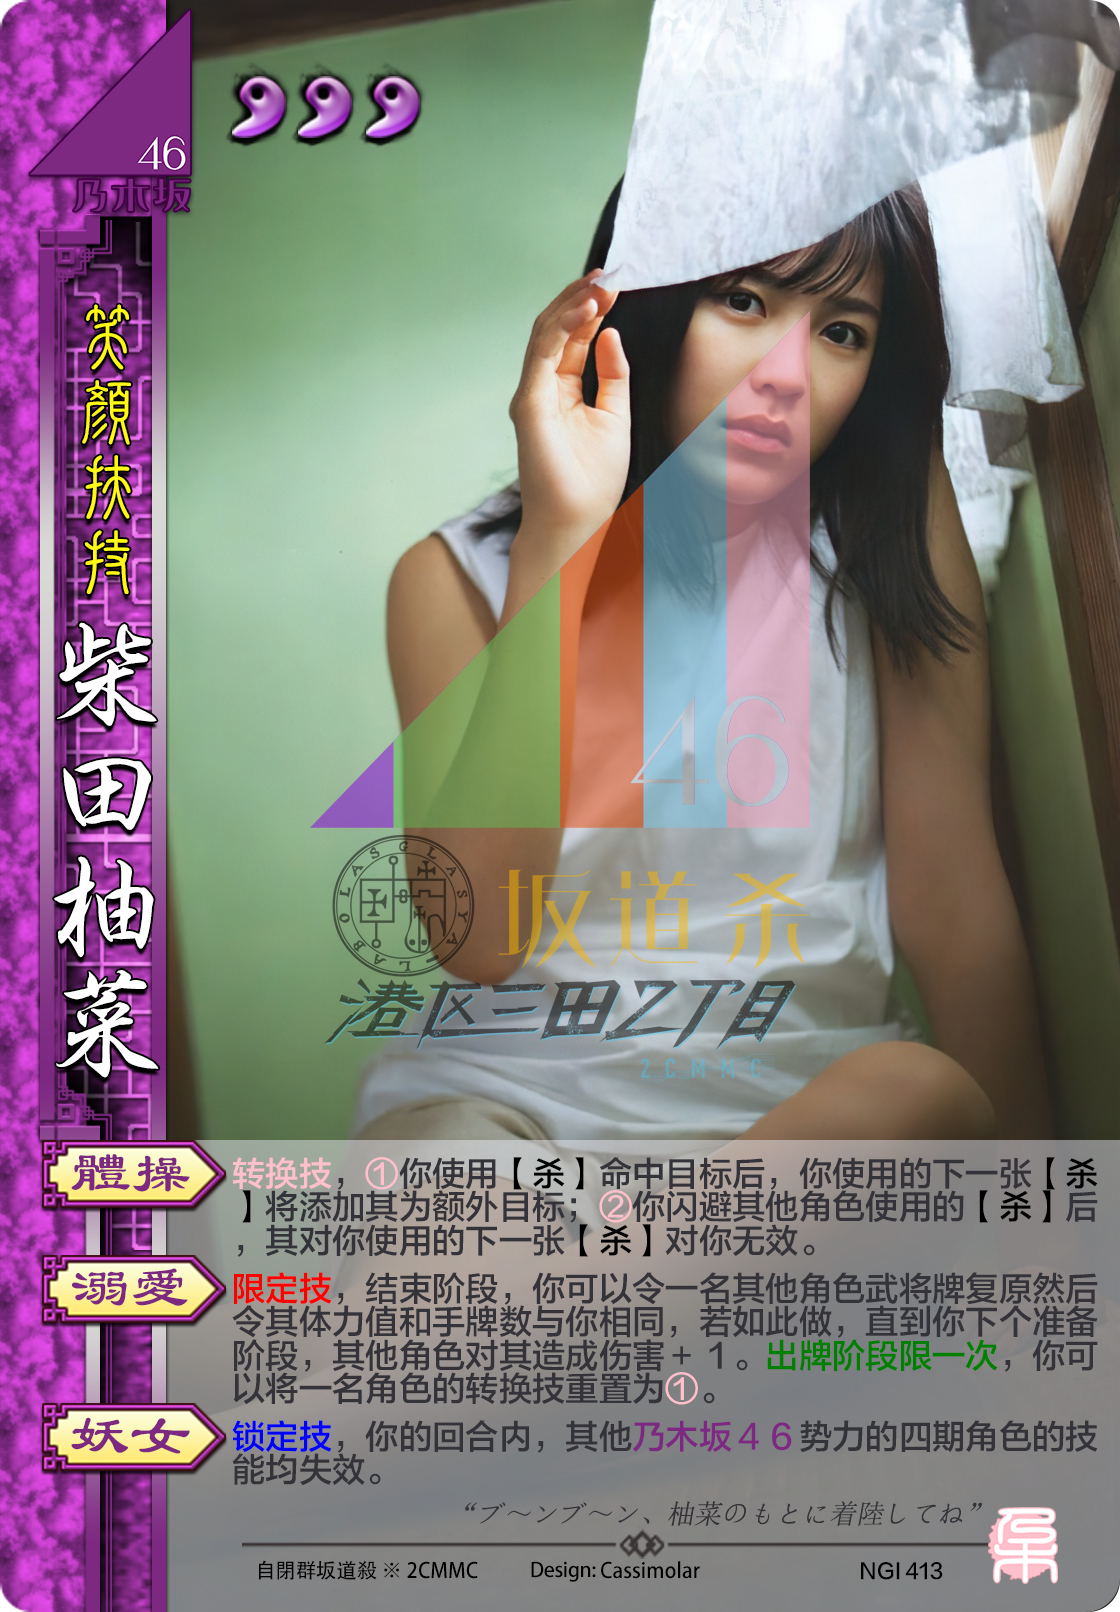 46
乃木坂
笑顔扶持
柴田柚菜
46
GLASYALABOLAS
坂道杀
港区三田2丁目
2CMMC
體操
转换技，①你使用【杀】命中目标后，你使用的下一张【杀
】将添加其为额外目标；②你闪避其他角色使用的【杀】后
，其对你使用的下一张【杀】对你无效。
溺愛
限定技，结束阶段，你可以令一名其他角色武将牌复原然后
令其体力值和手牌数与你相同，若如此做，直到你下个准备
阶段，其他角色对其造成伤害＋１。出牌阶段限一次，你可
以将一名角色的转换技重置为①。
妖女
锁定技，你的回合内，其他乃木坂４６势力的四期角色的技
能均失效。
“ブ～ンブ～ン、柚菜のもとに着陸してね”
自閉群坂道殺 ※ 2CMMC
Design: Cassimolar
NGI 413